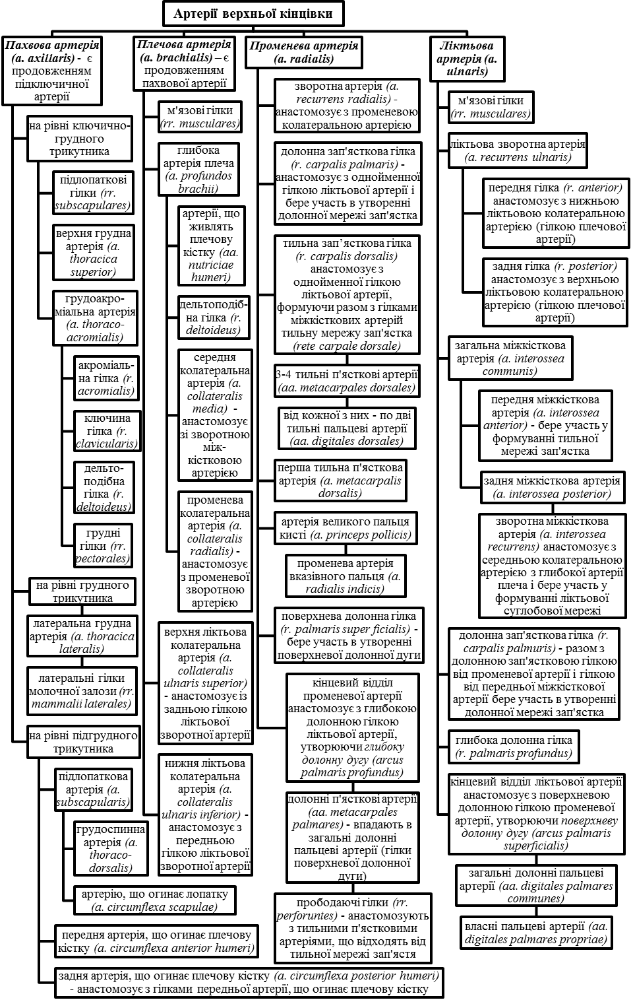 Артерії верхньої кінцівки
Пахвова артерія
(a. axillaris) - є
продовженням
підключичної
артерії
на рівні ключично-
грудного
трикутника
підлопаткові
гілки (rr.
subscapulares)
верхня грудна
артерія (a.
thoracica
superior)
грудоакро-
міальна артерія
(a. thoraco-
acromialis)
акроміаль-
на гілка (r.
acromialis)
ключина
гілка (r.
clavicularis)
дельто-
подібна
гілка (r.
deltoideus)
грудні
гілки (rr.
pectorales)
на рівні грудного
трикутника
латеральна грудна
артерія (a. thoracica
lateralis)
латеральні гілки
молочної залози (rr.
mammalii laterales)
на рівні підгрудного
трикутника
підлопаткова
артерія (a.
subscapularis)
грудоспинна
артерія (a.
thoraco-
dorsalis)
артерію, що огинає лопатку
(a. circumflexa scapulae)
передня артерія, що огинає плечову
кістку (a. circumflexa anterior humeri)
задня артерія, що огинає плечову кістку (a. circumflexa posterior humeri)
- анастомозує з гілками передньої артерії, що огинає плечову кістку
Плечова артерія
(a. brachialis) – є
продовженням
пахвової артерії
м'язові гілки
(rr. musculares)
глибока
артерія плеча
(a. profundos
brachii)
артерії, що
живлять
плечову
кістку (aa.
nutriciae
humeri)
дельтоподіб-
на гілка (r.
deltoideus)
середня
колатеральна
артерія (a.
collateralis
media) -
анастомозує
зі зворотною
між-
кістковою
артерією
променева
колатеральна
артерія (a.
collateralis
radialis) -
анастомозує
з променевої
зворотною
артерією
верхня ліктьова
колатеральна
артерія (a.
collateralis
ulnaris superior)
- анастомозує із
задньою гілкою
ліктьової
зворотної артерії
нижня ліктьова
колатеральна
артерія (a.
collateralis
ulnaris inferior) -
анастомозує з
передньою
гілкою ліктьової
зворотної артерії
Променева артерія
(a. radialis)
зворотна артерія (a.
recurrens radialis) -
анастомозує з променевою
колатеральною артерією
долонна зап'ясткова гілка
(r. carpalis palmaris) -
анастомозує з однойменної
гілкою ліктьової артерії і
бере участь в утворенні
долонної мережі зап'ястка
тильна зап’ясткова гілка
(r. carpalis dorsalis)
анастомозує з
однойменної гілкою
ліктьової артерії,
формуючи разом з гілками
міжкісткових артерій
тильну мережу зап'ястка
(rete carpale dorsale)
3-4 тильні п'ясткові артерії
(aa. metacarpales dorsales)
від кожної з них - по дві
тильні пальцеві артерії
(aa. digitales dorsales)
перша тильна п'ясткова
артерія (a. metacarpalis
dorsalis)
артерія великого пальця
кисті (a. princeps pollicis)
променева артерія
вказівного пальця (a.
radialis indicis)
поверхнева долонна гілка
(r. palmaris super ficialis) -
бере участь в утворенні
поверхневої долонної дуги
кінцевий відділ
променевої артерії
анастомозує з глибокою
долонною гілкою
ліктьової артерії,
утворюючи глибоку
долонну дугу (arcus
palmaris profundus)
долонні п'ясткові артерії
(aa. metacarpales
palmares) - впадають в
загальні долонні
пальцеві артерії (гілки
поверхневої долонної
дуги)
прободаючі гілки (rr.
perforuntes) - анастомозують
з тильними п'ястковими
артеріями, що відходять від
тильної мережі зап'ястя
Ліктьова
артерія (a.
ulnaris)
м'язові гілки
(rr. musculares)
ліктьова зворотна артерія
(a. recurrens ulnaris)
передня гілка (r. anterior)
анастомозує з нижньою
ліктьовою колатеральною
артерією (гілкою плечової
артерії)
задня гілка (r. posterior)
анастомозує з верхньою
ліктьовою колатеральною
артерією (гілкою плечової
артерії)
загальна міжкісткова
артерія (a. interossea
communis)
передня міжкісткова
артерія (a. interossea
anterior) - бере участь у
формуванні тильної
мережі зап'ястка
задня міжкісткова артерія
(a. interossea posterior)
зворотна міжкісткова
артерія (a. interossea
recurrens) анастомозує з
середньою колатеральною
артерією з глибокої артерії
плеча і бере участь у
формуванні ліктьової
суглобової мережі
долонна зап'ясткова гілка (r.
carpalis palmuris) - разом з
долонною зап'ястковою гілкою
від променевої артерії і гілкою
від передньої міжкісткової
артерії бере участь в утворенні
долонної мережі зап'ястка
глибока долонна гілка
(r. palmaris profundus)
кінцевий відділ ліктьової артерії
анастомозує з поверхневою
долонною гілкою променевої
артерії, утворюючи поверхневу
долонну дугу (arcus palmaris
superficialis)
загальні долонні пальцеві
артерії (aa. digitales palmares
communes)
власні пальцеві артерії (aa.
digitales palmares propriae)